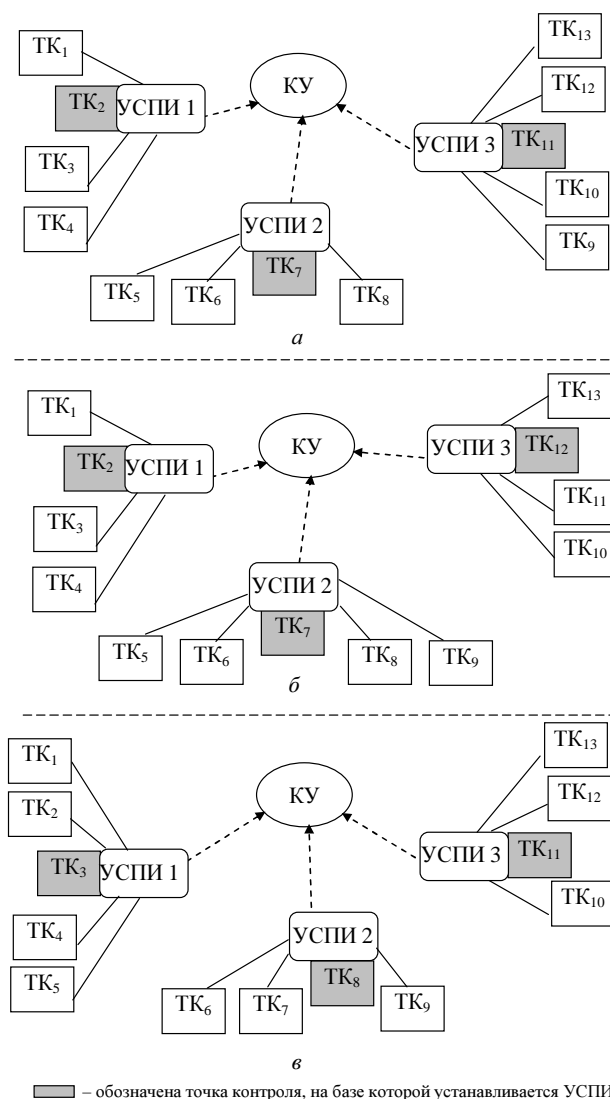 ТК₁
ТК₂
УСПИ 1
ТК₃
ТК₄
КУ
ТК₁₃
ТК₁₂
УСПИ 3
ТК₁₁
ТК₁₀
ТК₉
УСПИ 2
ТК₇
ТК₅
ТК₆
ТК₈
а
ТК₁
ТК₂
УСПИ 1
ТК₃
ТК₄
КУ
ТК₁₃
УСПИ 3
ТК₁₂
ТК₁₁
ТК₁₀
УСПИ 2
ТК₇
ТК₅
ТК₆
ТК₈
ТК₉
б
ТК₁
ТК₂
ТК₃
УСПИ 1
ТК₄
ТК₅
КУ
ТК₁₃
ТК₁₂
УСПИ 3
ТК₁₁
ТК₁₀
УСПИ 2
ТК₈
ТК₆
ТК₇
ТК₉
в
– обозначена точка контроля, на базе которой устанавливается УСПИ